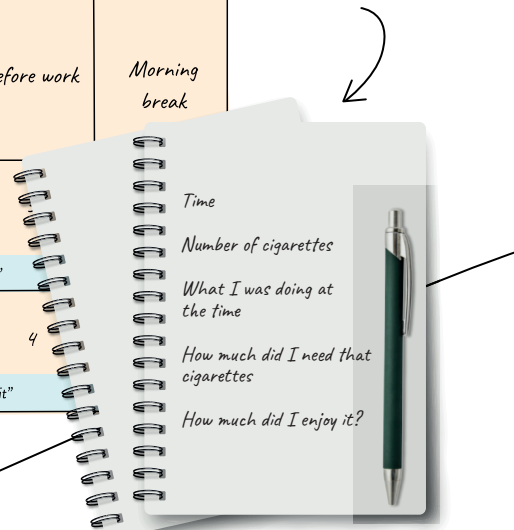 efore work
Morning
break
Time
Number of cigarettes
What I was doing at
the time
4
How much did I need that
cigarettes
it”
How much did I enjoy it?